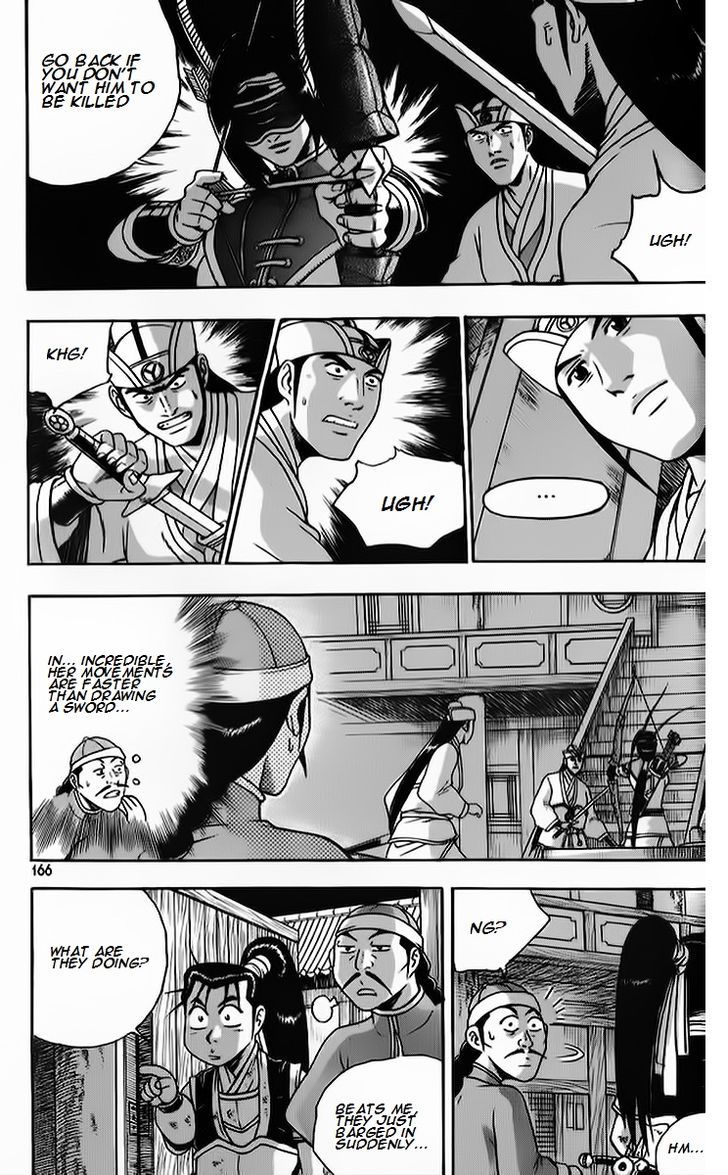 GO BACK IF
YOU DON'T
WANT HIM TO
BE KILLED
UGH!
KHG!
UGH!
...
IN... INCREDIBLE,
HER MOVEMENTS
ARE FASTER
THAN DRAWING
A SWORD...
166
WHAT ARE
THEY DOING?
BEATS ME,
THEY JUST
BARGED IN
SUDDENLY...
NG?
HM...